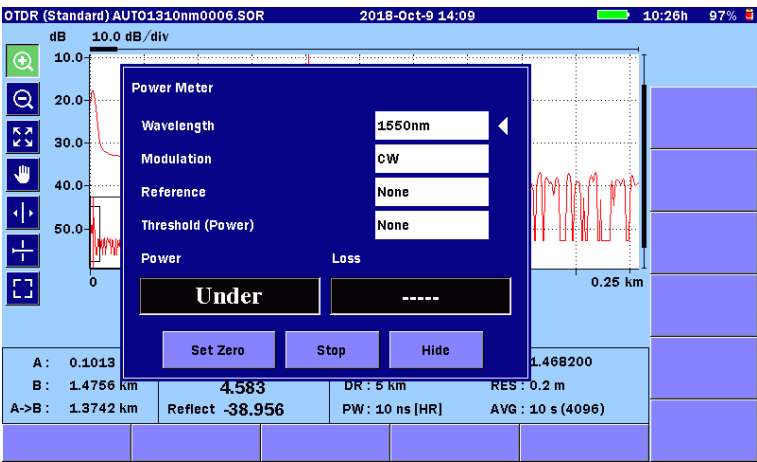 OTDR (Standard) AUTO1310nm0006.SOR 2018-Oct-9 14:09 10:26h 97%
dB 10.0 dB/div
10.0
20.0
30.0
40.0
50.0
0 0.25 km
Power Meter
Wavelength 1550nm
Modulation CW
Reference None
Threshold (Power) None
Power Loss
Under -----
Set Zero Stop Hide
A: 0.1013 1.468200
B: 1.4756 km 4.583 DR: 5 km RES: 0.2 m
A->B: 1.3742 km Reflect -38.956 PW: 10 ns [HR] AVG: 10 s (4096)